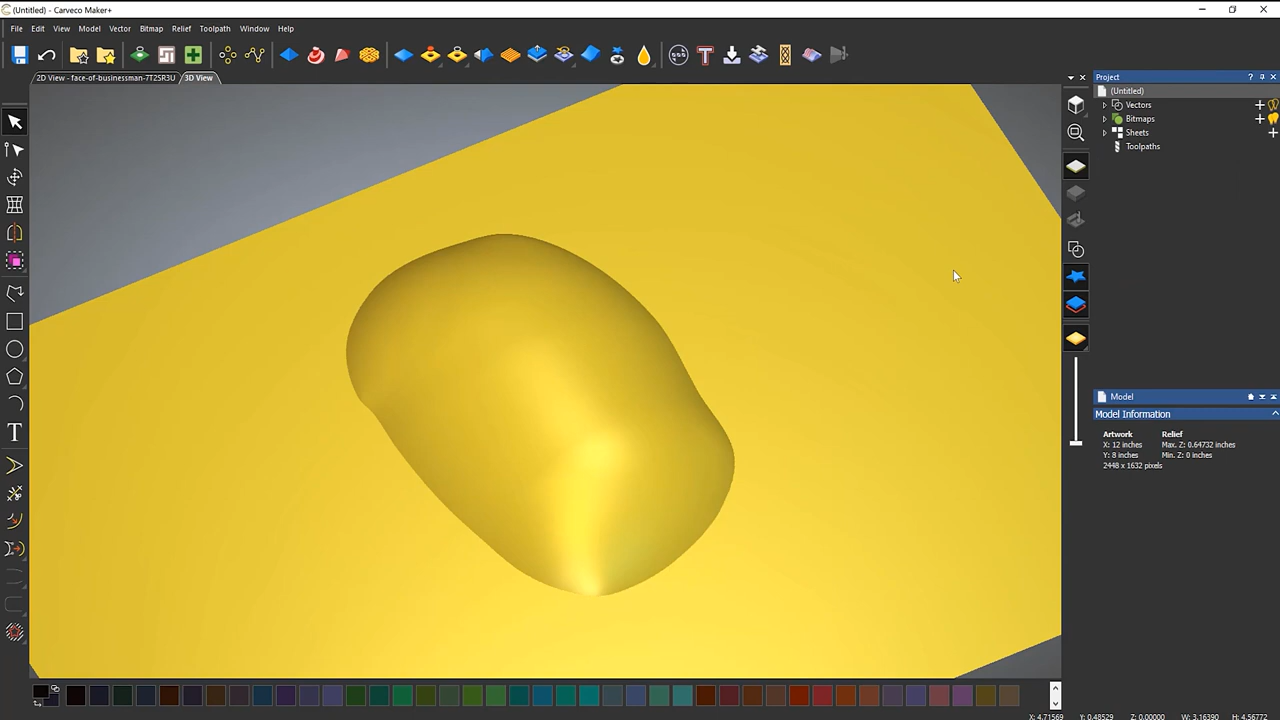 (Untitled) - Carveco Maker+
File Edit View Model Vector Bitmap Relief Toolpath Window Help
2D View - face-of-businessman-7T2SR3U 3D View
Project
(Untitled)
Vectors
Bitmaps
Sheets
Toolpaths
Model
Model Information
Artwork Relief
X: 12 inches Max. Z: 0.64732 inches
Y: 8 inches Min. Z: 0 inches
2448 x 1632 pixels
X: 4.71569 Y: 0.48529 Z: 0.00000 W: 3.16390 H: 4.56772